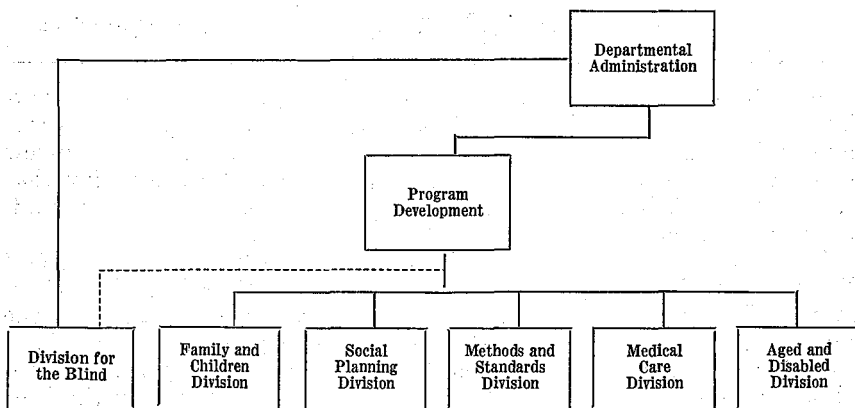 Departmental
Administration
Program
Development
Division for
the Blind
Family and
Children
Division
Social
Planning
Division
Methods and
Standards
Division
Medical
Care
Division
Aged and
Disabled
Division